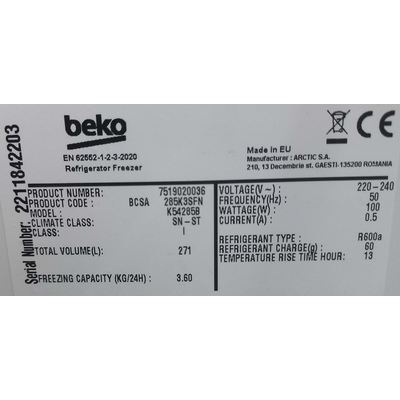 Serial Number 2211842203
beko
EN 62552-1-2-3-2020
Refrigerator Freezer
CE
Made in EU
Manufacturer : ARCTIC S.A.
210, 13 Decembrie st. GAESTI-135200 ROMANIA
PRODUCT NUMBER: 7519020036
PRODUCT CODE : BCSA 285K3SFN
MODEL: K54285B
CLIMATE CLASS: SN-ST
CLASS: I
TOTAL VOLUME(L): 271
FREEZING CAPACITY (KG/24H): 3.60
VOLTAGE(V~) : 220-240
FREQUENCY(Hz): 50
WATTAGE(W): 100
CURRENT(A): 0.5
REFRIGERANT TYPE: R600a
REFRIGERANT CHARGE(g): 60
TEMPERATURE RISE TIME HOUR: 13